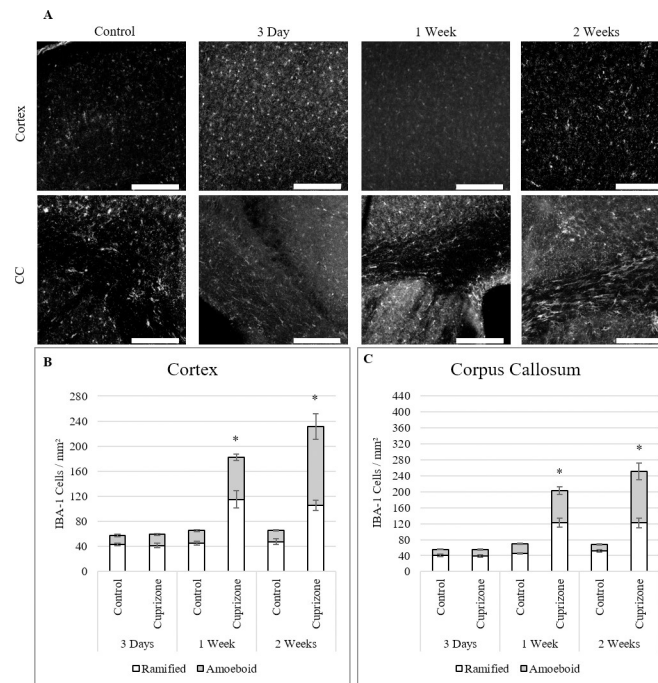 A
Control 3 Day 1 Week 2 Weeks
Cortex
CC
B
Cortex
IBA-1 Cells / mm²
280
240
200
160
120
80
40
0
* *
Control Cuprizone Control Cuprizone Control Cuprizone
3 Days 1 Week 2 Weeks
Ramified Amoeboid
C
Corpus Callosum
IBA-1 Cells / mm²
440
400
360
320
280
240
200
160
120
80
40
0
* *
Control Cuprizone Control Cuprizone Control Cuprizone
3 Days 1 Week 2 Weeks
Ramified Amoeboid